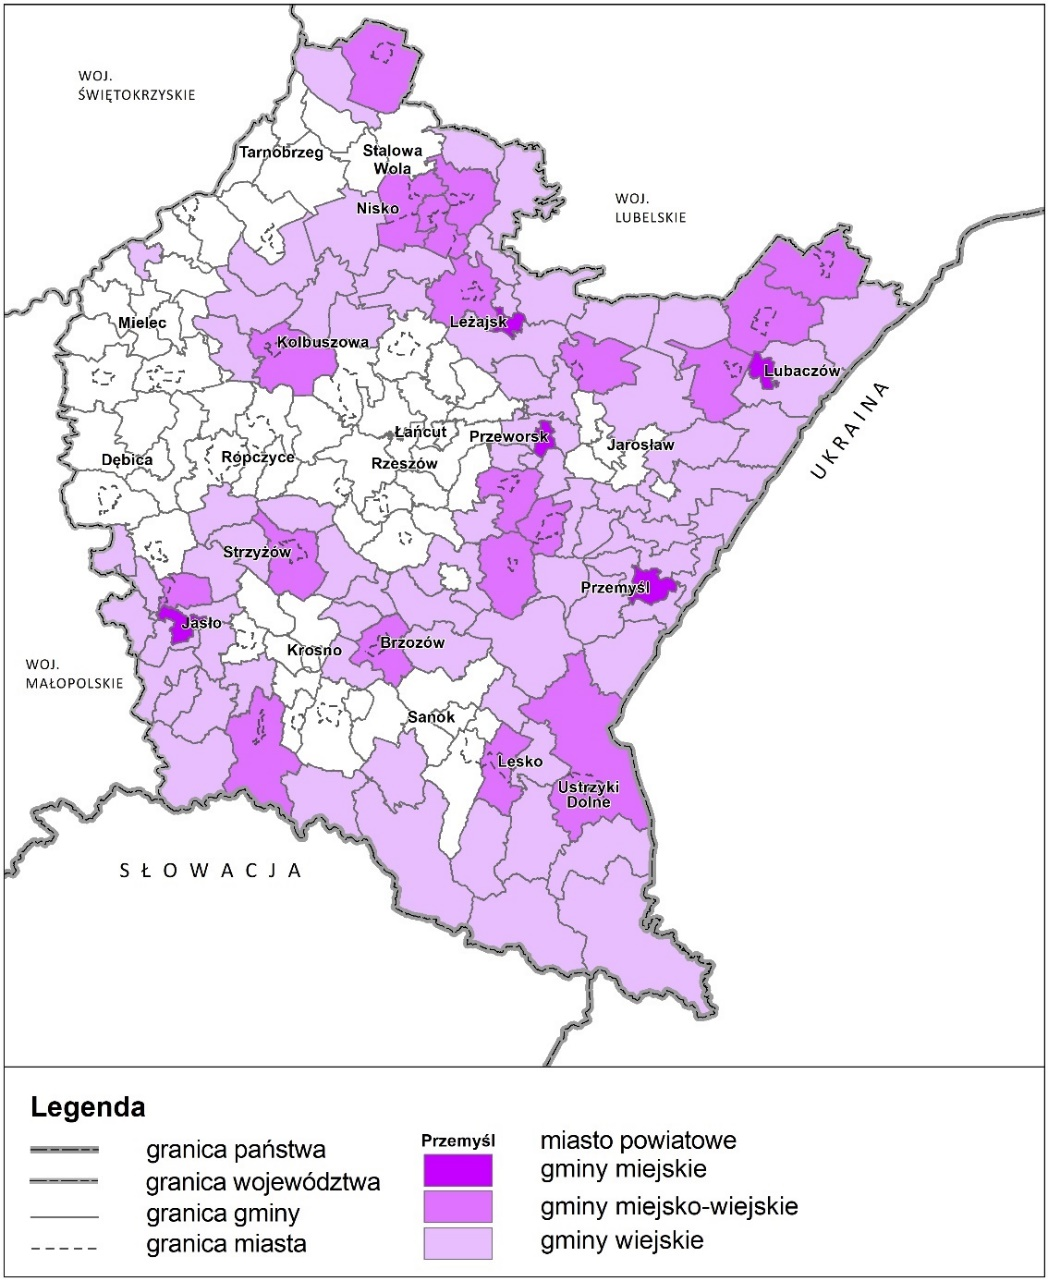 WOJ.
ŚWIĘTOKRZYSKIE
Tarnobrzeg
Stalowa
Wola
Nisko
WOJ.
LUBELSKIE
Mielec
Leżajsk
Kolbuszowa
Lubaczów
UKRAINA
Łańcut
Przeworsk
Jarosław
Dębica
Ropczyce
Rzeszów
Strzyżów
Przemyśl
Jasło
Krosno
Brzozów
WOJ.
MAŁOPOLSKIE
Sanok
Lesko
Ustrzyki
Dolne
SŁOWACJA
Legenda
granica państwa
granica województwa
granica gminy
granica miasta
Przemyśl
miasto powiatowe
gminy miejskie
gminy miejsko-wiejskie
gminy wiejskie